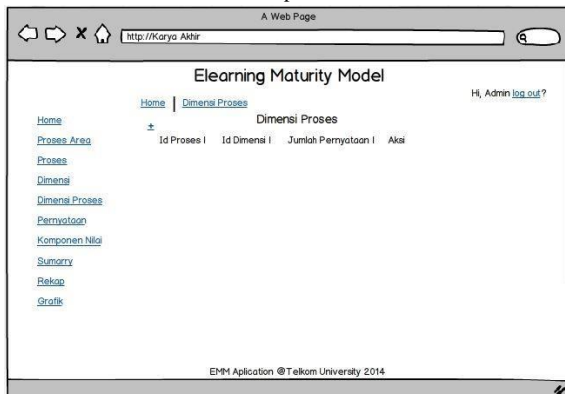 A Web Page
http://Karya Akhir
Elearning Maturity Model
Hi, Admin log out?
Home | Dimensi Proses
Home
Proses Area
Proses
Dimensi
Dimensi Proses
Pernyataan
Komponen Nilai
Sumarry
Rekap
Grafik
+
Dimensi Proses
Id Proses | Id Dimensi | Jumlah Pernyataan | Aksi
EMM Aplication @Telkom University 2014